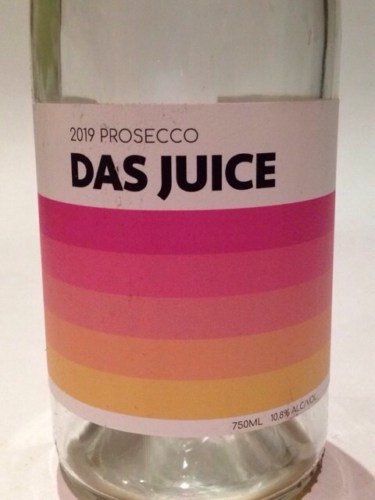 2019 PROSECCO
DAS JUICE
750ML 10.8% ALC/VOL